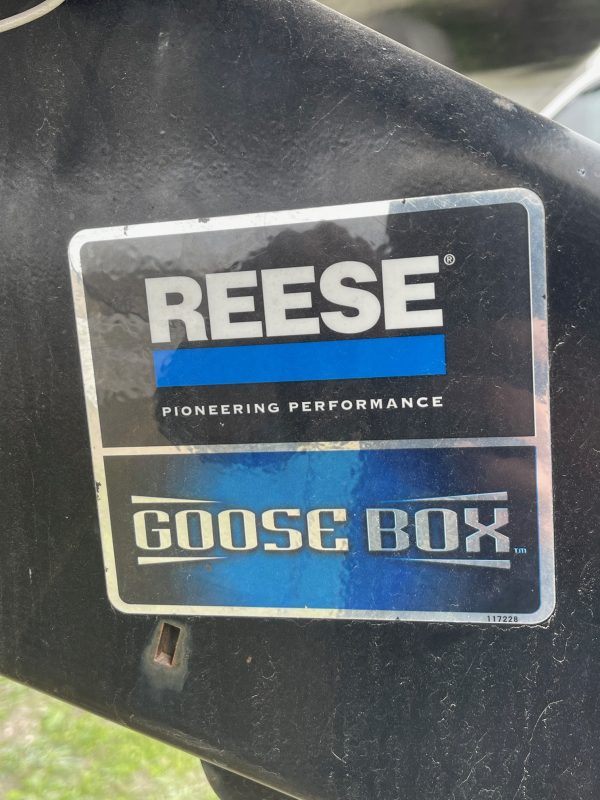 REESE®
PIONEERING PERFORMANCE
GOOSE BOX™
117228